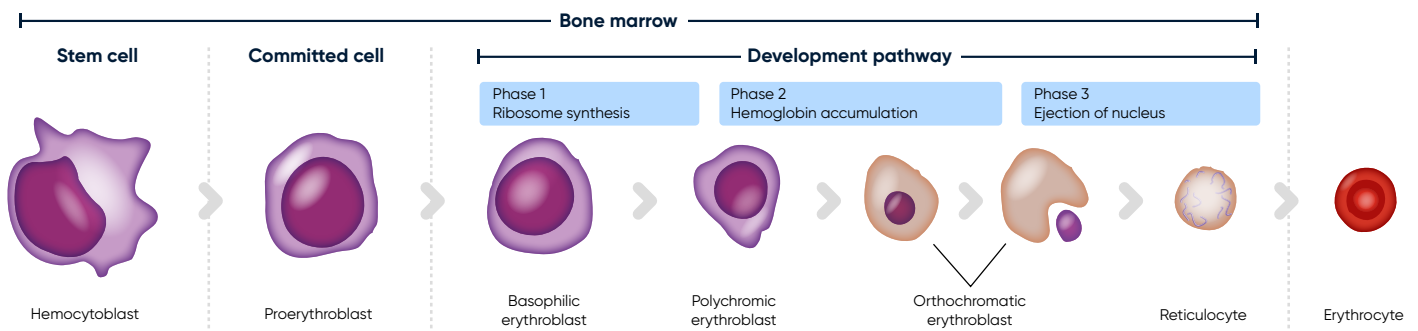 Bone marrow
Stem cell
Committed cell
Development pathway
Phase 1
Ribosome synthesis
Phase 2
Hemoglobin accumulation
Phase 3
Ejection of nucleus
Hemocytoblast
Proerythroblast
Basophilic
erythroblast
Polychromic
erythroblast
Orthochromatic
erythroblast
Reticulocyte
Erythrocyte